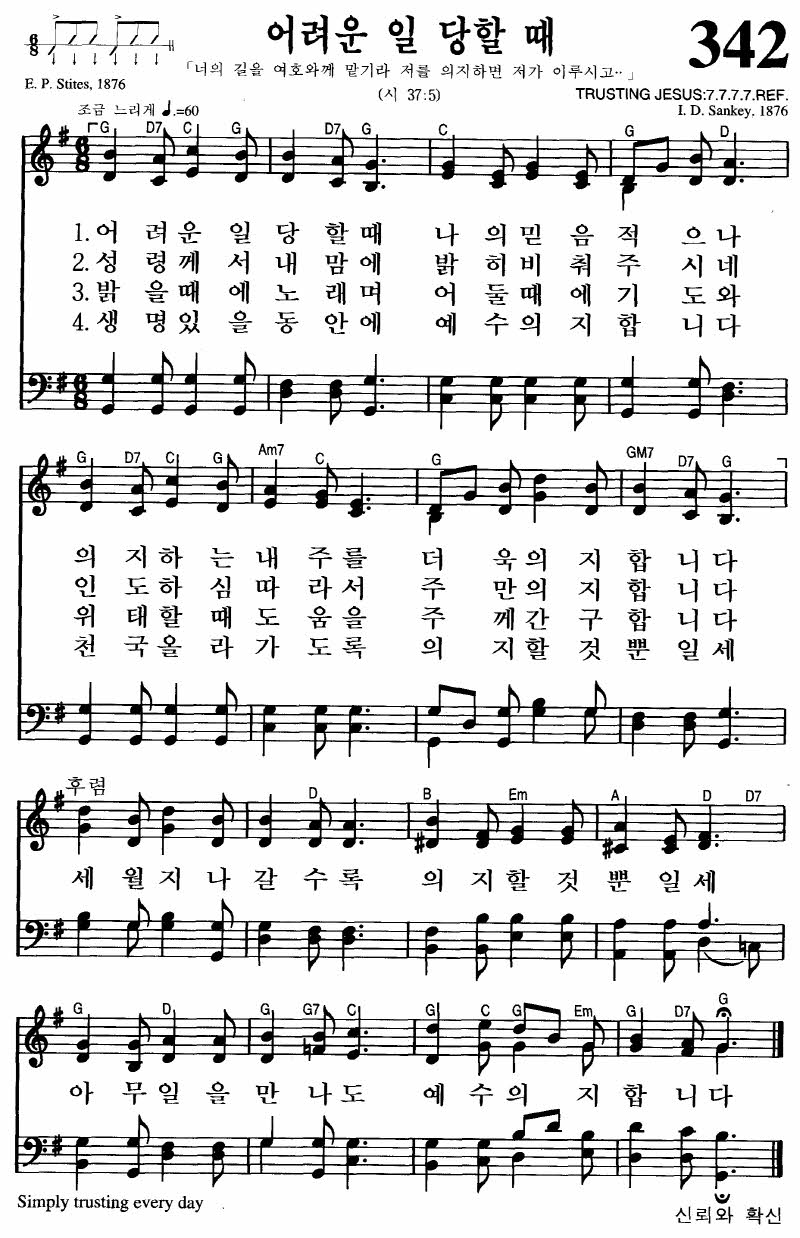 어려운 일 당할 때
342
「너의 길을 여호와께 맡기라 저를 의지하면 저가 이루시고··」
E. P. Stites, 1876
(시 37:5)
TRUSTING JESUS:7.7.7.7.REF.
조금 느리게 ♩.=60
I. D. Sankey, 1876
G D7 C G D7 G C G D
6/8
1. 어 려운 일 당 할때 나 의믿 음 적 으나
2. 성 령께 서 내 맘에 밝 히비 춰 주 시네
3. 밝 을때 에 노 래며 어 둘때 에 기 도와
4. 생 명있 을 동 안에 예 수의 지 합 니다
G D7 C G Am7 C G GM7 D7 G
의 지하 는 내 주를 더 욱의 지 합 니다
인 도하 심 따 라서 주 만의 지 합 니다
위 태할 때 도 움을 주 께간 구 합 니다
천 국올 라 가 도록 의 지할 것 뿐 일세
후렴
D B Em A D D7
세 월지 나 갈 수록 의 지할 것 뿐 일세
G D G G7 C G C G Em G D7 G
아 무일 을 만 나도 예 수의 지 합 니다
Simply trusting every day
신뢰와 확신